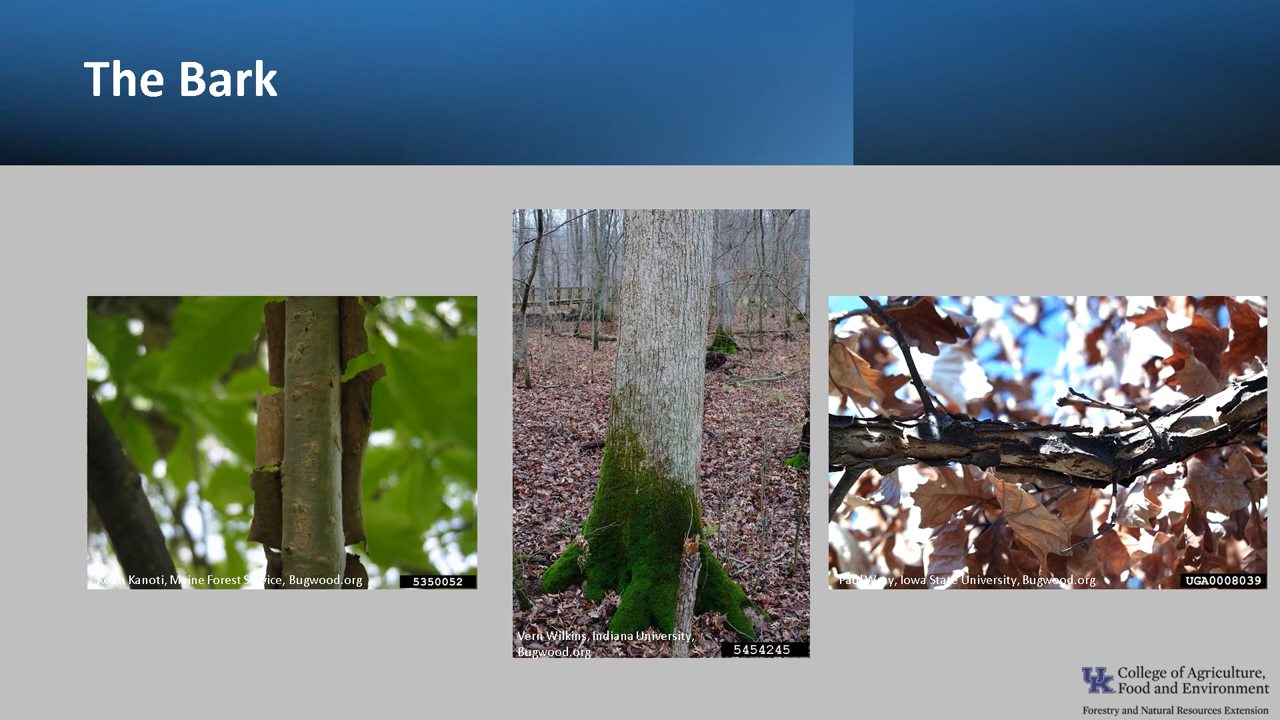 The Bark
Keith Kanoti, Maine Forest Service, Bugwood.org
5350052
Vern Wilkins, Indiana University,
Bugwood.org
5454245
Paul Wray, Iowa State University, Bugwood.org
UGA0008039
UK
College of Agriculture,
Food and Environment
Forestry and Natural Resources Extension